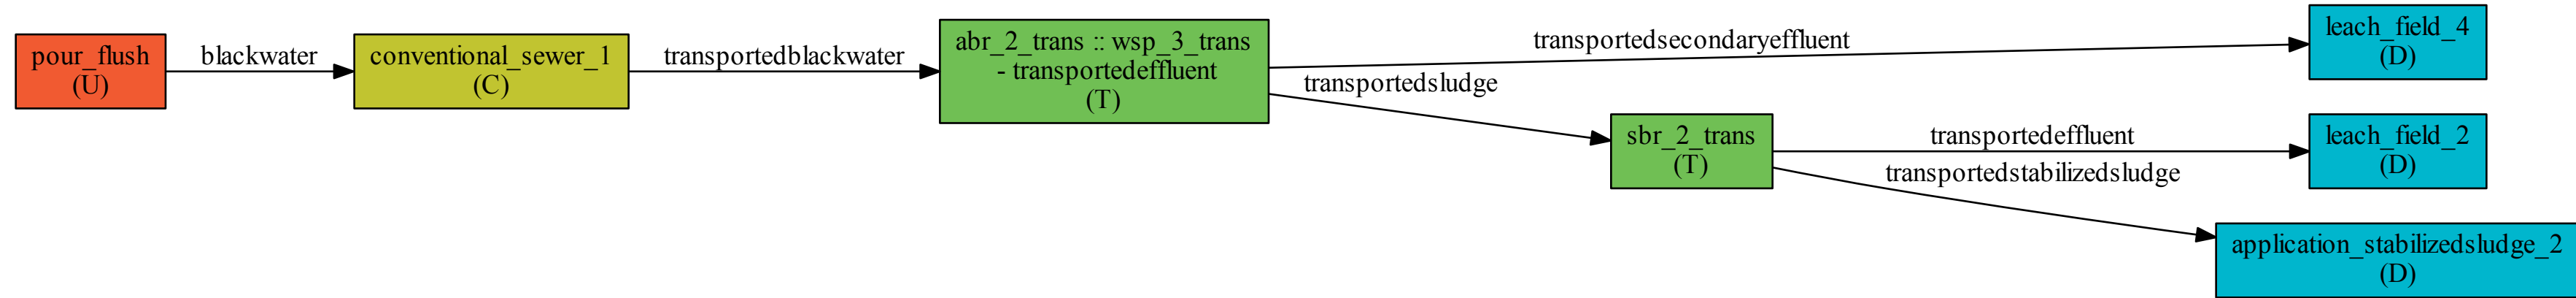 pour_flush
(U)
blackwater
conventional_sewer_1
(C)
transportedblackwater
abr_2_trans :: wsp_3_trans
- transportedeffluent
(T)
transportedsecondaryeffluent
transportedsludge
leach_field_4
(D)
sbr_2_trans
(T)
transportedeffluent
transportedstabilizedsludge
leach_field_2
(D)
application_stabilizedsludge_2
(D)